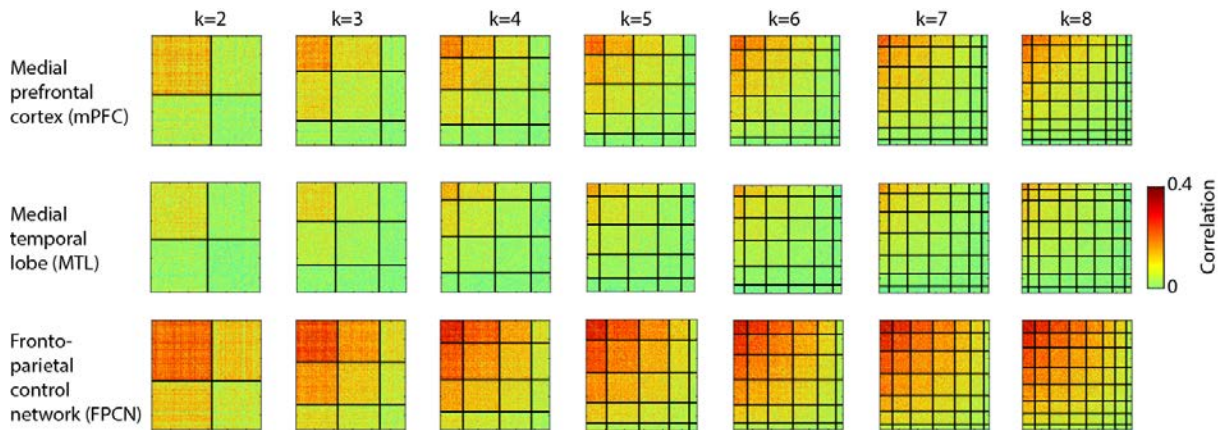 k=2 k=3 k=4 k=5 k=6 k=7 k=8
Medial
prefrontal
cortex (mPFC)
Medial
temporal
lobe (MTL)
0.4
0
Correlation
Fronto-
parietal
control
network (FPCN)